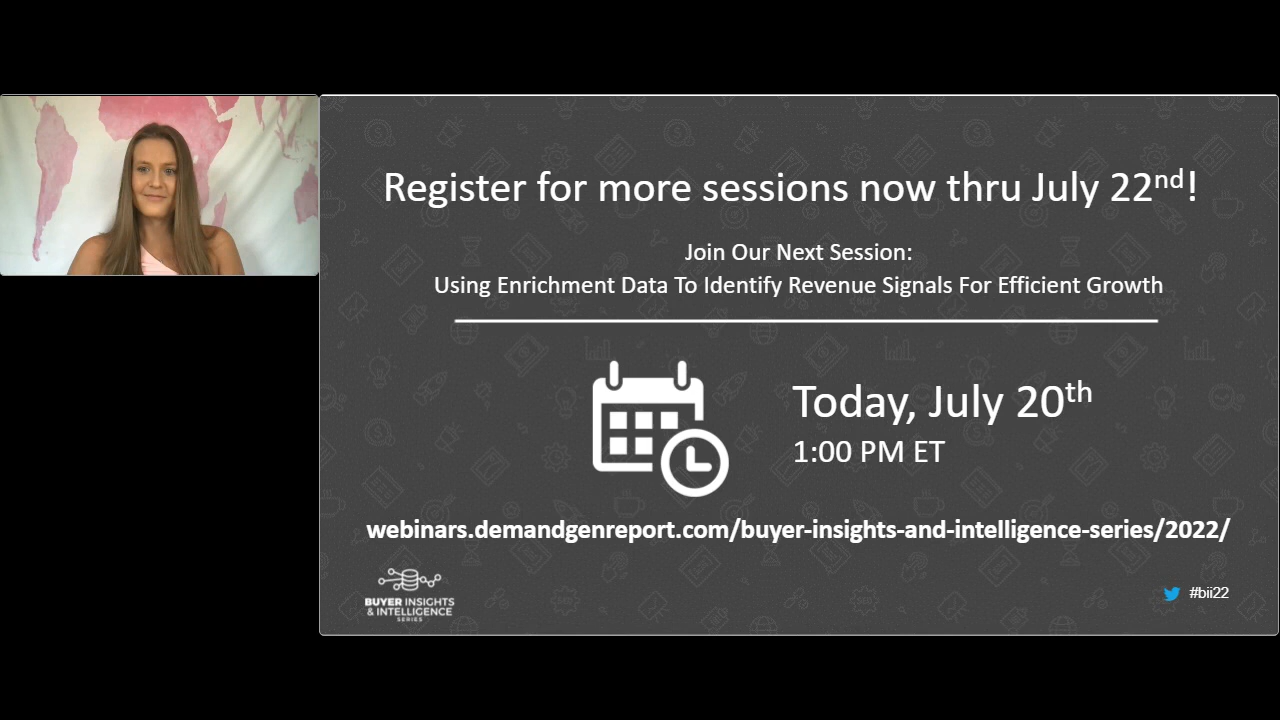 Register for more sessions now thru July 22nd!
Join Our Next Session:
Using Enrichment Data To Identify Revenue Signals For Efficient Growth
Today, July 20th
1:00 PM ET
webinars.demandgenreport.com/buyer-insights-and-intelligence-series/2022/
BUYER INSIGHTS
& INTELLIGENCE
SERIES
#bii22